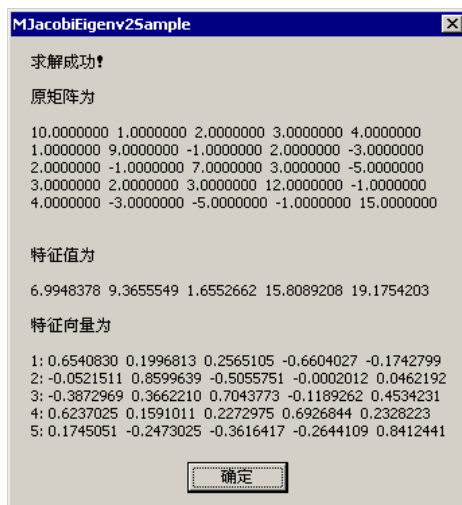 MJacobiEigenv2Sample
求解成功!
原矩阵为
10.0000000 1.0000000 2.0000000 3.0000000 4.0000000
1.0000000 9.0000000 -1.0000000 2.0000000 -3.0000000
2.0000000 -1.0000000 7.0000000 3.0000000 -5.0000000
3.0000000 2.0000000 3.0000000 12.0000000 -1.0000000
4.0000000 -3.0000000 -5.0000000 -1.0000000 15.0000000
特征值为
6.9948378 9.3655549 1.6552662 15.8089208 19.1754203
特征向量为
1: 0.6540830 0.1996813 0.2565105 -0.6604027 -0.1742799
2: -0.0521511 0.8599639 -0.5055751 -0.0002012 0.0462192
3: -0.3872969 0.3662210 0.7043773 -0.1189262 0.4534231
4: 0.6237025 0.1591011 0.2272975 0.6926844 0.2328223
5: 0.1745051 -0.2473025 -0.3616417 -0.2644109 0.8412441
确定